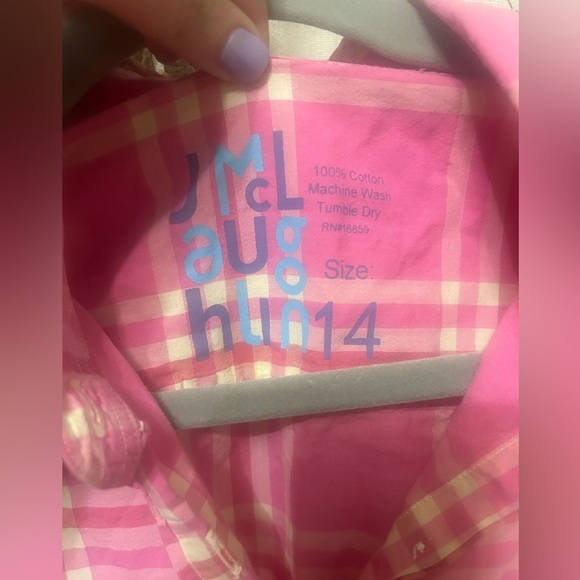 J McL
aug
hlin
100% Cotton
Machine Wash
Tumble Dry
RN#16859
Size:
14